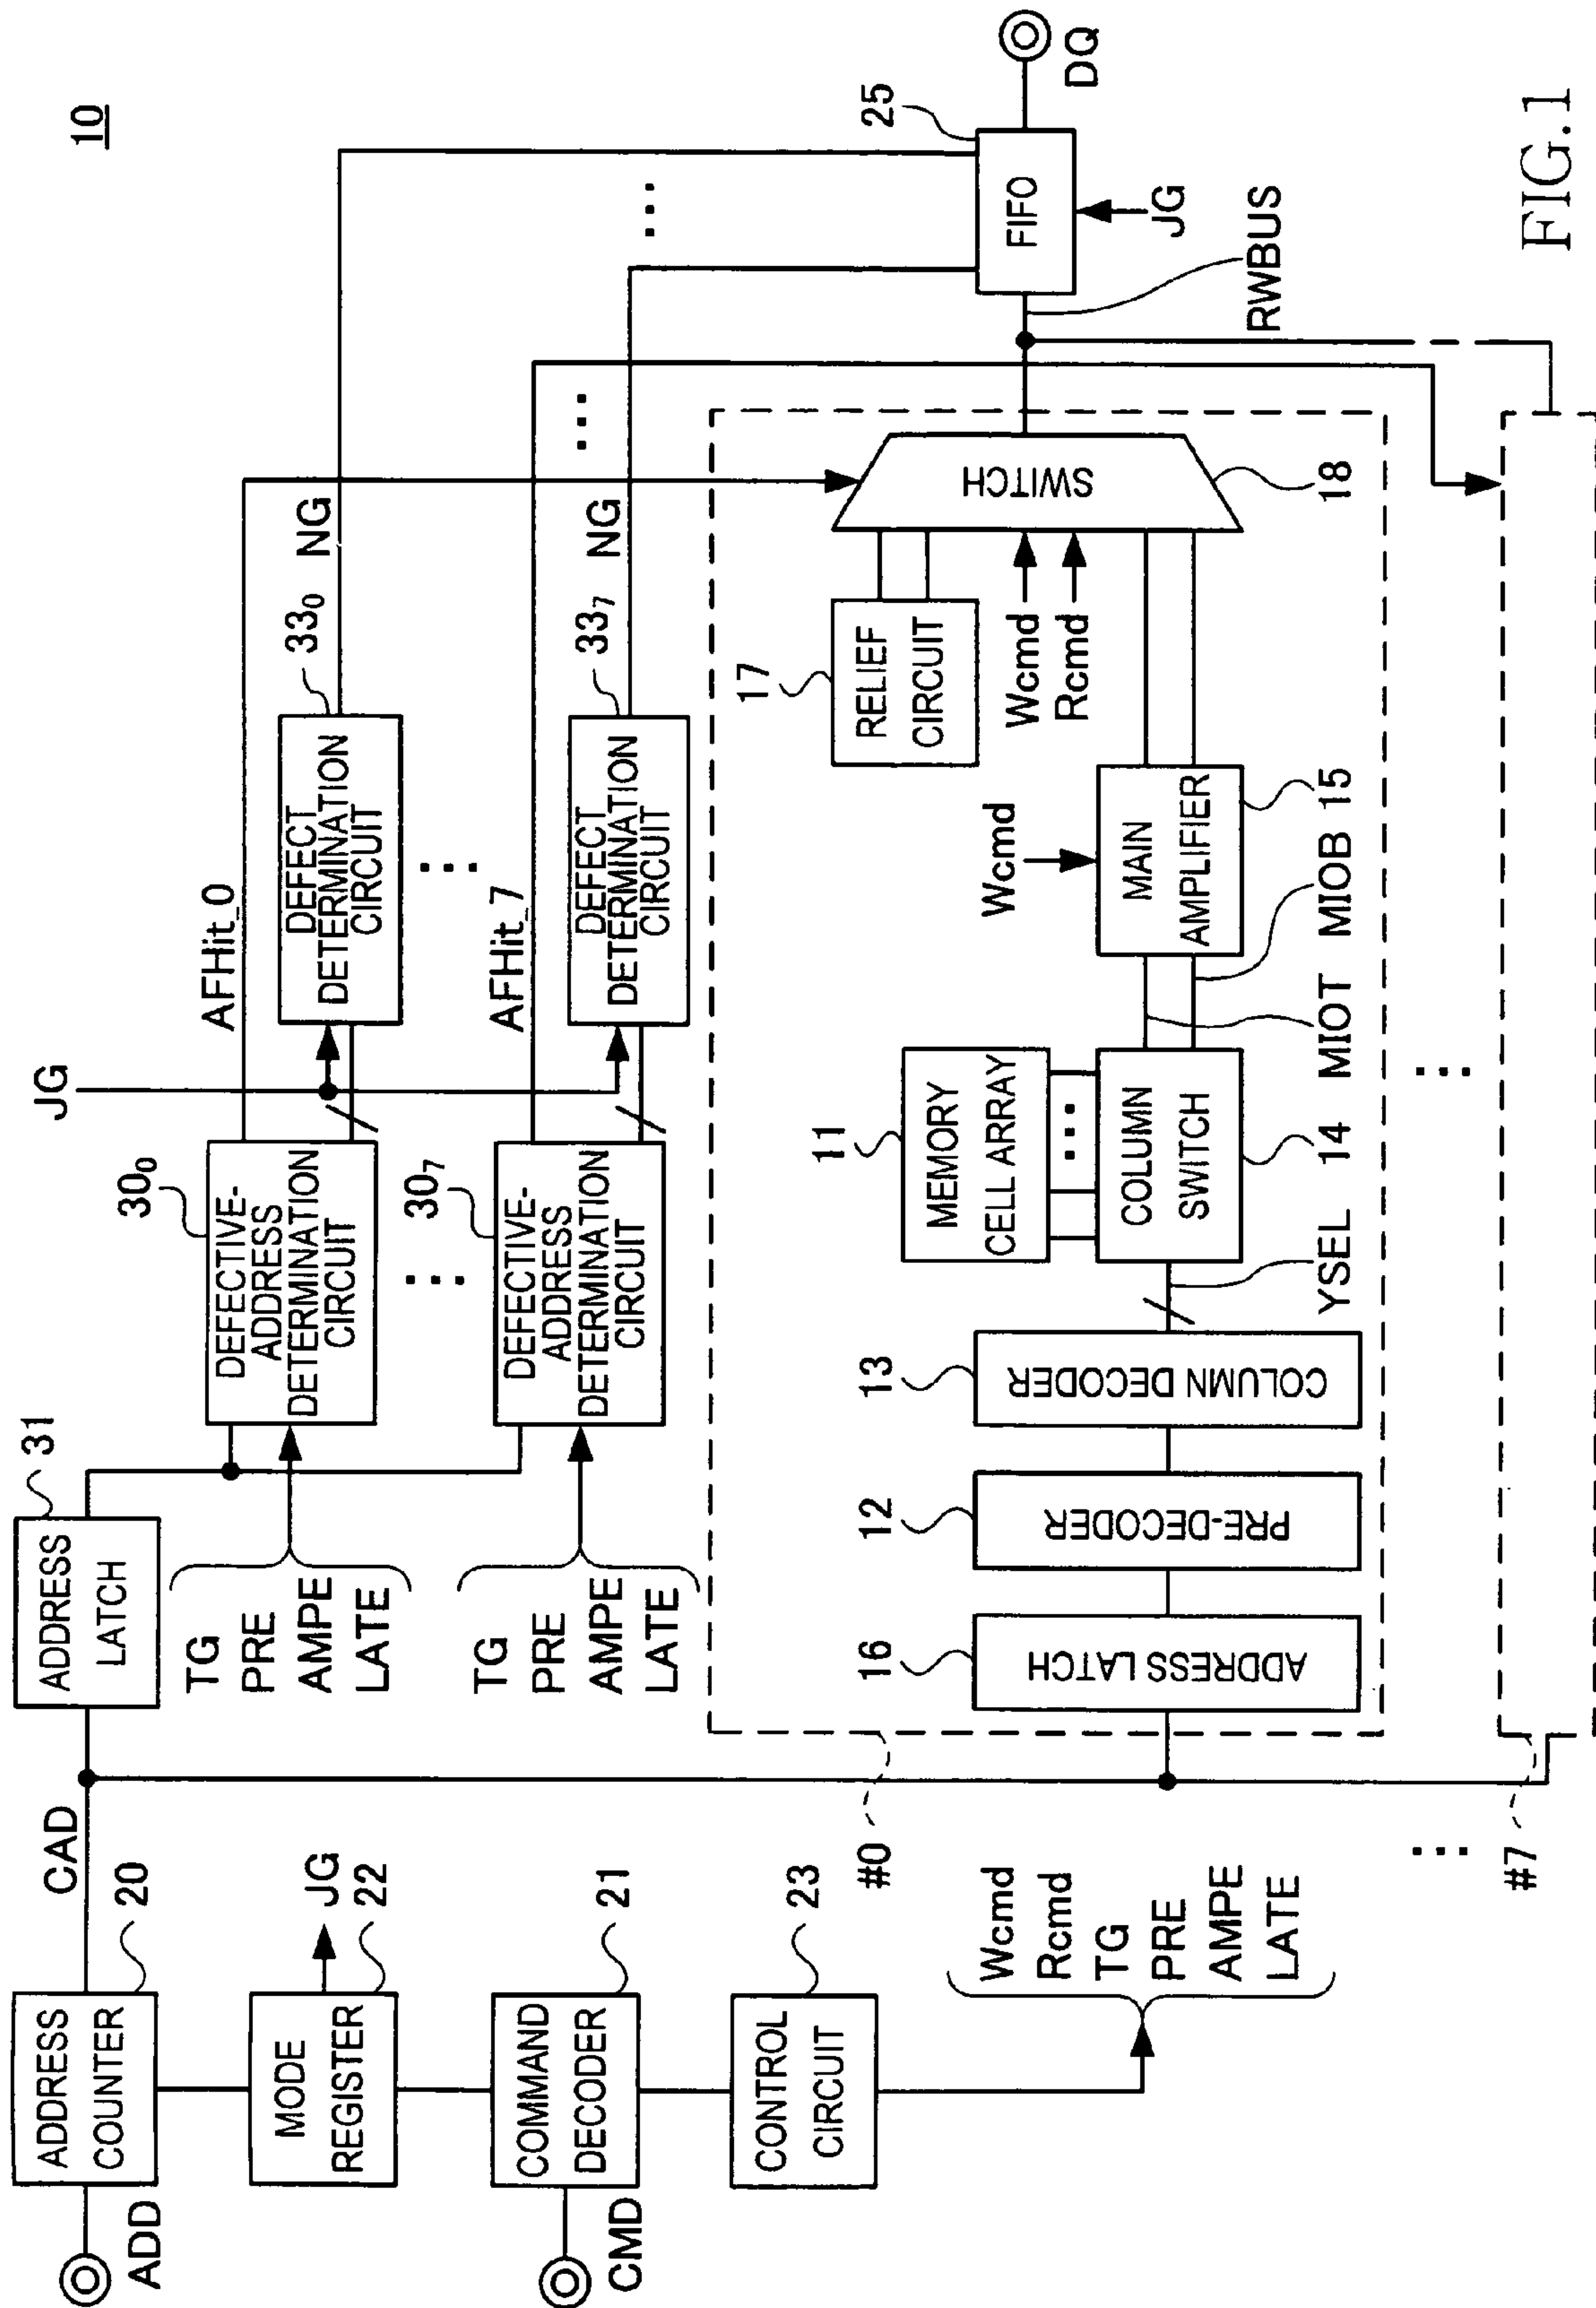 10
ADD
ADDRESS
COUNTER
20
CAD
ADDRESS
LATCH
31
MODE
REGISTER
JG
22
CMD
COMMAND
DECODER
21
CONTROL
CIRCUIT
23
Wcmd
Rcmd
TG
PRE
AMPE
LATE
TG
PRE
AMPE
LATE
TG
PRE
AMPE
LATE
DEFECTIVE-
ADDRESS
DETERMINATION
CIRCUIT
30₀
DEFECTIVE-
ADDRESS
DETERMINATION
CIRCUIT
30₇
JG
AFHit_0
AFHit_7
DEFECT
DETERMINATION
CIRCUIT
33₀
NG
DEFECT
DETERMINATION
CIRCUIT
33₇
NG
...
...
...
...
#0
ADDRESS LATCH
16
PRE-DECODER
12
COLUMN DECODER
13
YSEL
MEMORY
CELL ARRAY
11
...
COLUMN
SWITCH
14
MIOT
MIOB
Wcmd
MAIN
AMPLIFIER
15
RELIEF
CIRCUIT
17
Wcmd
Rcmd
SWITCH
18
RWBUS
FIFO
25
JG
DQ
...
...
#7
FIG.1